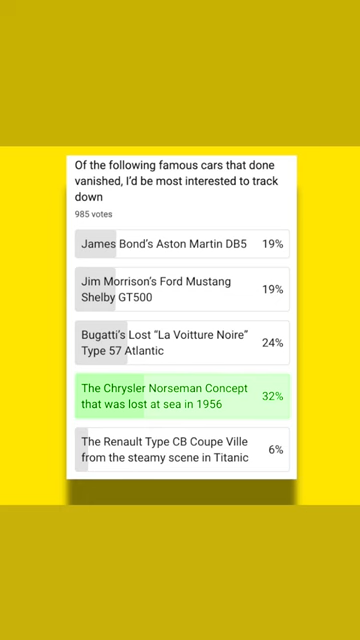 Of the following famous cars that done
vanished, I'd be most interested to track
down
985 votes
James Bond's Aston Martin DB5 19%
Jim Morrison's Ford Mustang
Shelby GT500 19%
Bugatti's Lost "La Voitture Noire"
Type 57 Atlantic 24%
The Chrysler Norseman Concept
that was lost at sea in 1956 32%
The Renault Type CB Coupe Ville
from the steamy scene in Titanic 6%